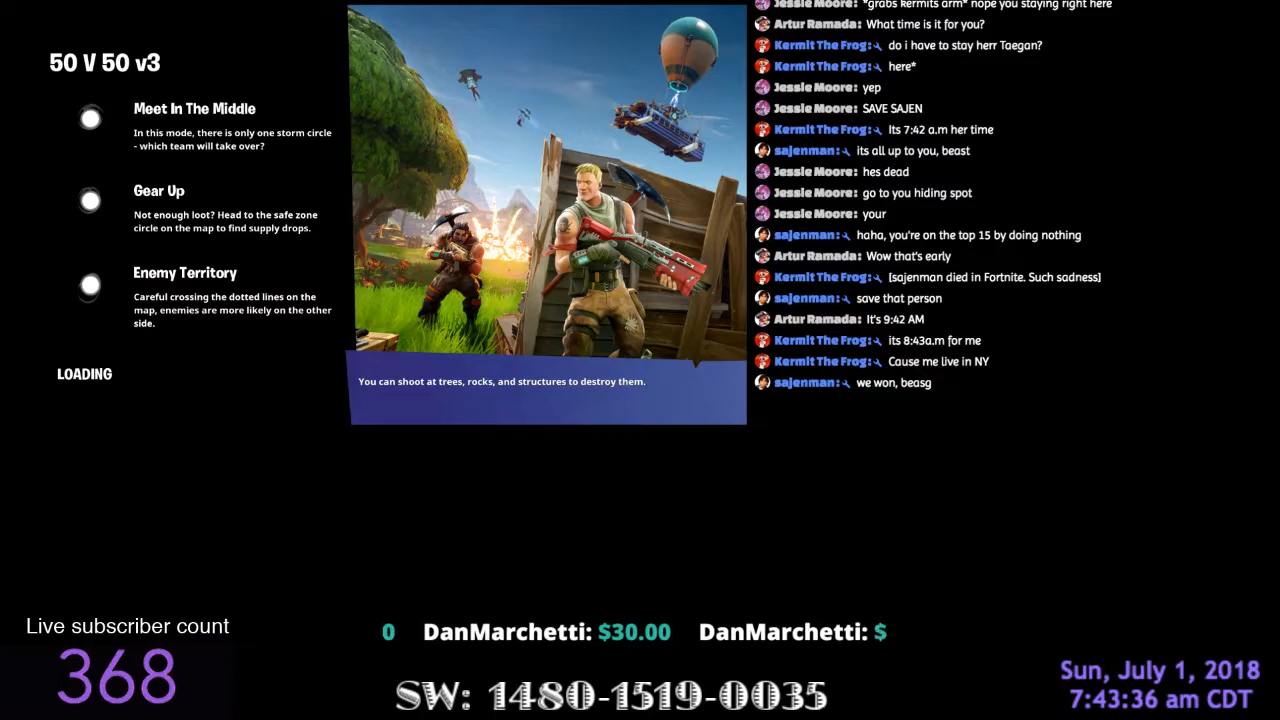 50 V 50 v3
Meet In The Middle
In this mode, there is only one storm circle
- which team will take over?
Gear Up
Not enough loot? Head to the safe zone
circle on the map to find supply drops.
Enemy Territory
Careful crossing the dotted lines on the
map, enemies are more likely on the other
side.
LOADING
You can shoot at trees, rocks, and structures to destroy them.
Jessie Moore: *grabs kermits arm* nope you staying right here
Artur Ramada: What time is it for you?
Kermit The Frog: do i have to stay herr Taegan?
Kermit The Frog: here*
Jessie Moore: yep
Jessie Moore: SAVE SAJEN
Kermit The Frog: Its 7:42 a.m her time
sajenman: its all up to you, beast
Jessie Moore: hes dead
Jessie Moore: go to you hiding spot
Jessie Moore: your
sajenman: haha, you're on the top 15 by doing nothing
Artur Ramada: Wow that's early
Kermit The Frog: [sajenman died in Fortnite. Such sadness]
sajenman: save that person
Artur Ramada: It's 9:42 AM
Kermit The Frog: its 8:43a.m for me
Kermit The Frog: Cause me live in NY
sajenman: we won, beasg
Live subscriber count
368
0 DanMarchetti: $30.00 DanMarchetti: $
SW: 1480-1519-0035
Sun, July 1, 2018
7:43:36 am CDT